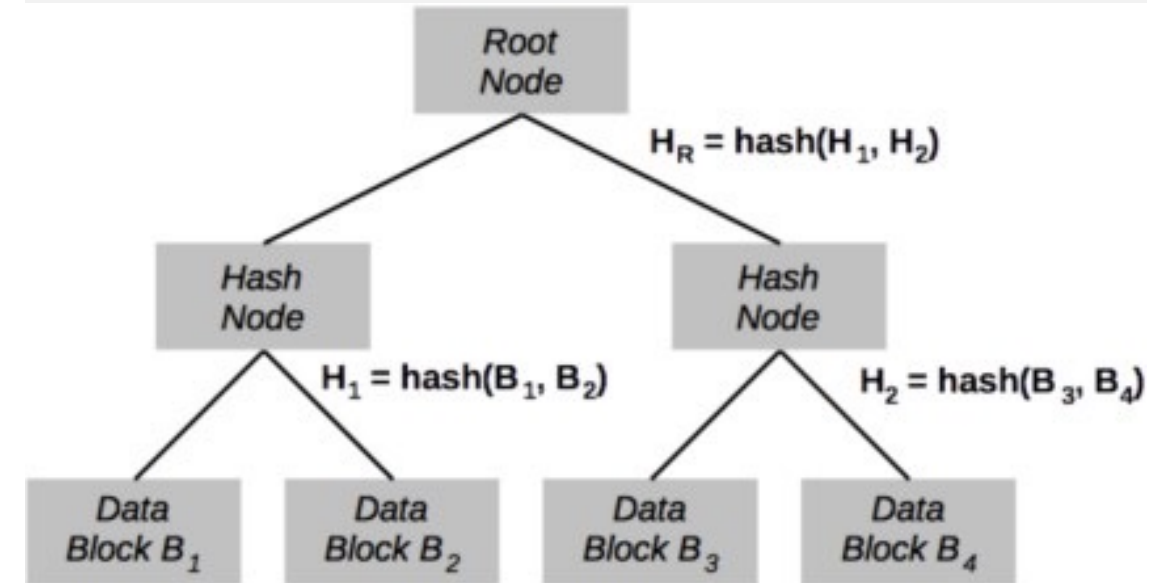 Root
Node
H_R = hash(H_1, H_2)
Hash
Node
Hash
Node
H_1 = hash(B_1, B_2)
H_2 = hash(B_3, B_4)
Data
Block B_1
Data
Block B_2
Data
Block B_3
Data
Block B_4